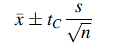 x̄ ± t_C s/√n